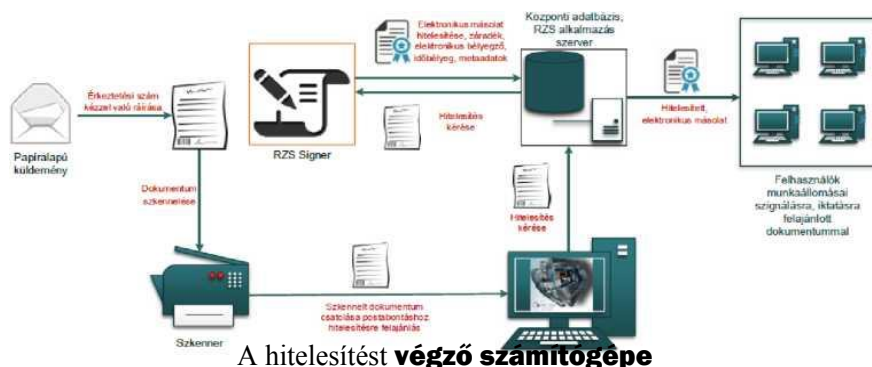 Papíralapú
küldemény
Érkeztetési szám
kézzel való ráírása
Dokumentum
szkennelése
Szkenner
Szkennelt dokumentum
csatolása postabontáshoz
hitelesítésre felajánlás
Hitelesítés
kérése
RZS Signer
Elektronikus másolat
hitelesítése, záradék,
elektronikus bélyegző,
időbélyeg, metaadatok
Hitelesítés
kérése
Központi adatbázis,
RZS alkalmazás
szerver
Hitelesített,
elektronikus másolat
Felhasználók
munkaállomásai
szignálásra, iktatásra
felajánlott
dokumentummal
A hitelesítést végző számítógépe